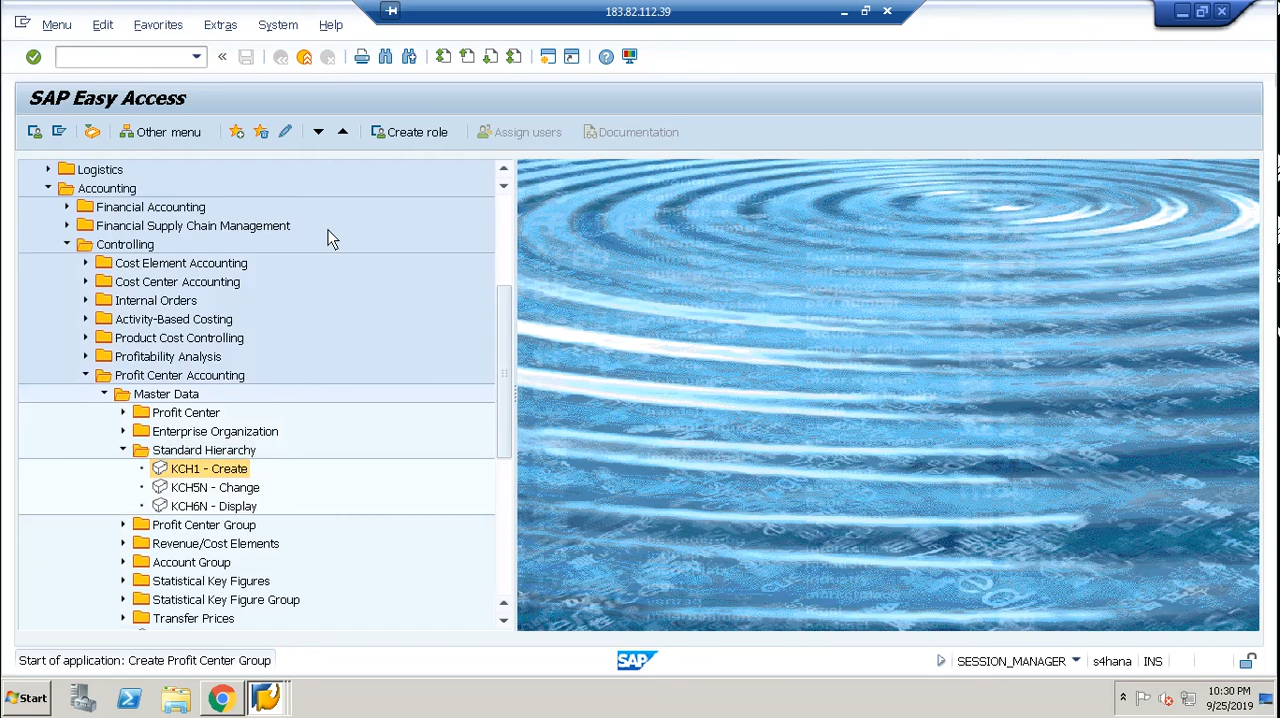 183.82.112.39
Menu Edit Favorites Extras System Help
SAP Easy Access
Other menu Create role Assign users Documentation
Logistics
Accounting
Financial Accounting
Financial Supply Chain Management
Controlling
Cost Element Accounting
Cost Center Accounting
Internal Orders
Activity-Based Costing
Product Cost Controlling
Profitability Analysis
Profit Center Accounting
Master Data
Profit Center
Enterprise Organization
Standard Hierarchy
KCH1 - Create
KCH5N - Change
KCH6N - Display
Profit Center Group
Revenue/Cost Elements
Account Group
Statistical Key Figures
Statistical Key Figure Group
Transfer Prices
Start of application: Create Profit Center Group
SAP
SESSION_MANAGER s4hana INS
Start
10:30 PM
9/25/2019